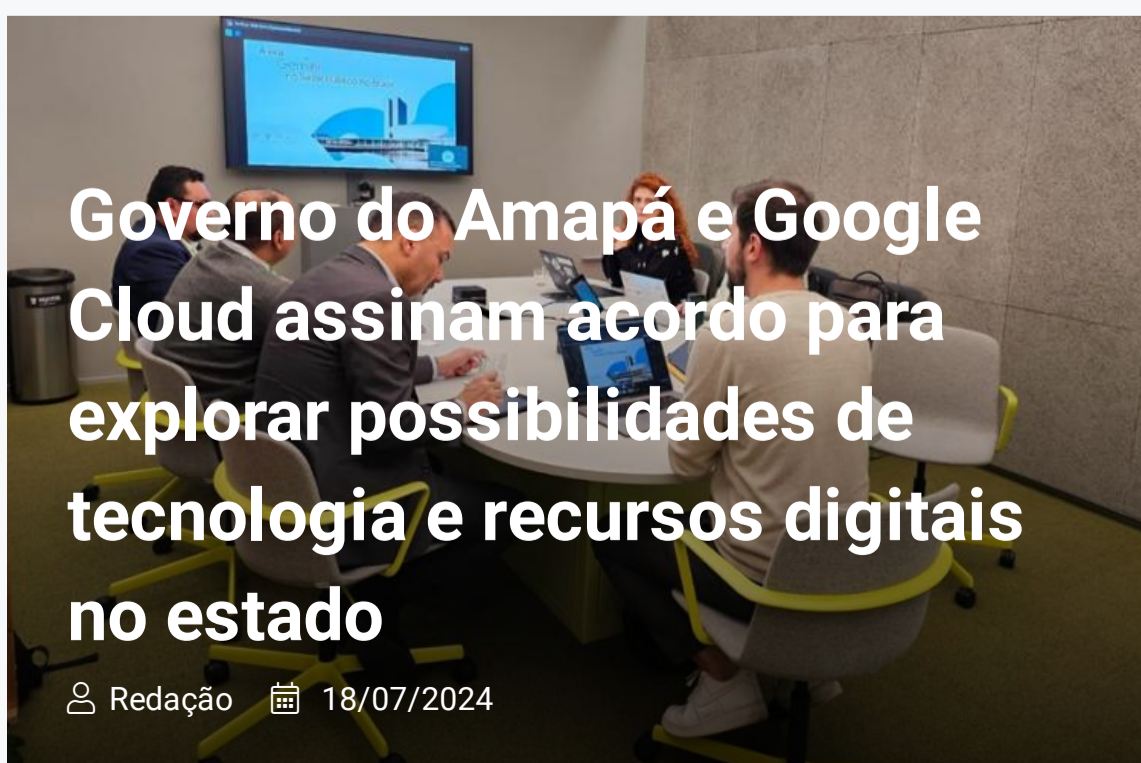 Governo do Amapá e Google
Cloud assinam acordo para
explorar possibilidades de
tecnologia e recursos digitais
no estado
Redação 18/07/2024